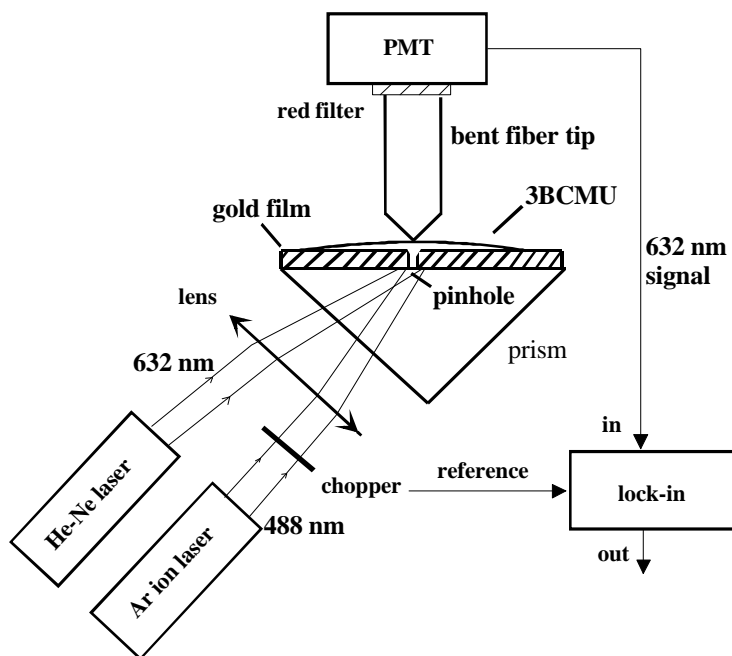 PMT
red filter
bent fiber tip
3BCMU
gold film
632 nm
signal
pinhole
lens
prism
632 nm
in
He-Ne laser
chopper
reference
lock-in
488 nm
Ar ion laser
out